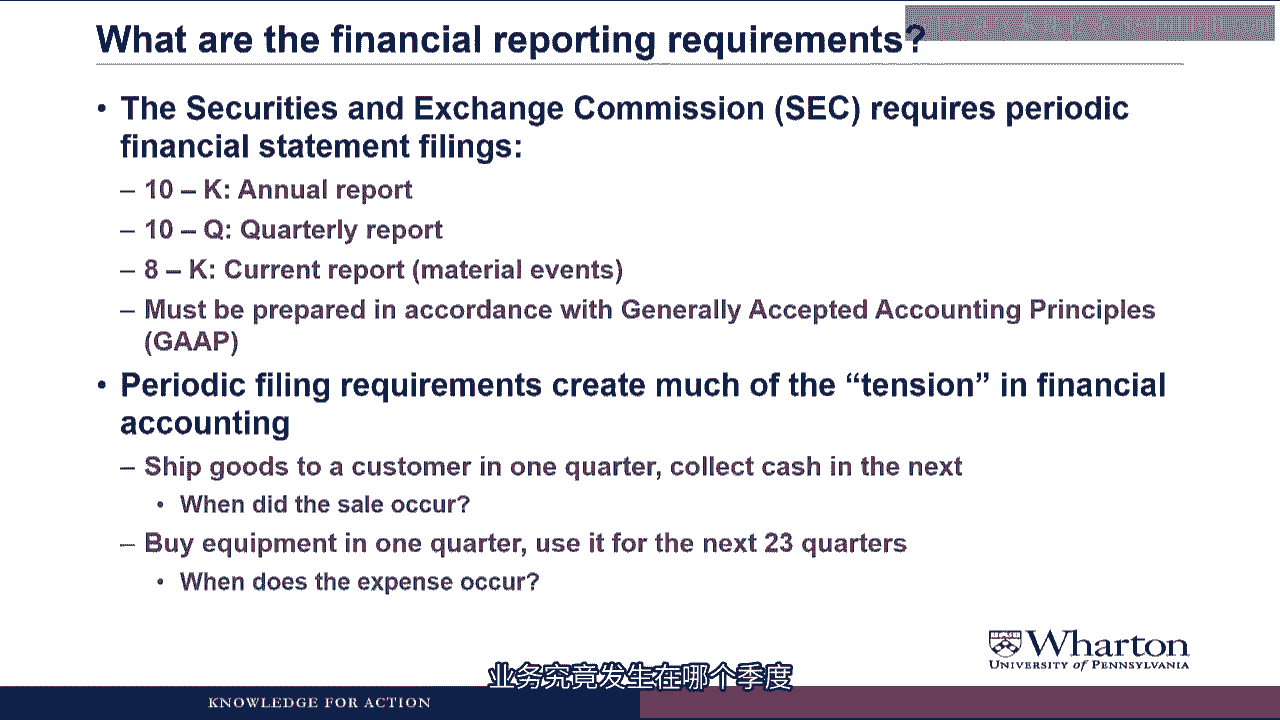 What are the financial reporting requirements?
• The Securities and Exchange Commission (SEC) requires periodic
financial statement filings:
– 10 – K: Annual report
– 10 – Q: Quarterly report
– 8 – K: Current report (material events)
– Must be prepared in accordance with Generally Accepted Accounting Principles
(GAAP)
• Periodic filing requirements create much of the “tension” in financial
accounting
– Ship goods to a customer in one quarter, collect cash in the next
• When did the sale occur?
– Buy equipment in one quarter, use it for the next 23 quarters
• When does the expense occur?
Wharton
UNIVERSITY of PENNSYLVANIA
业务究竟发生在哪个季度
KNOWLEDGE FOR ACTION